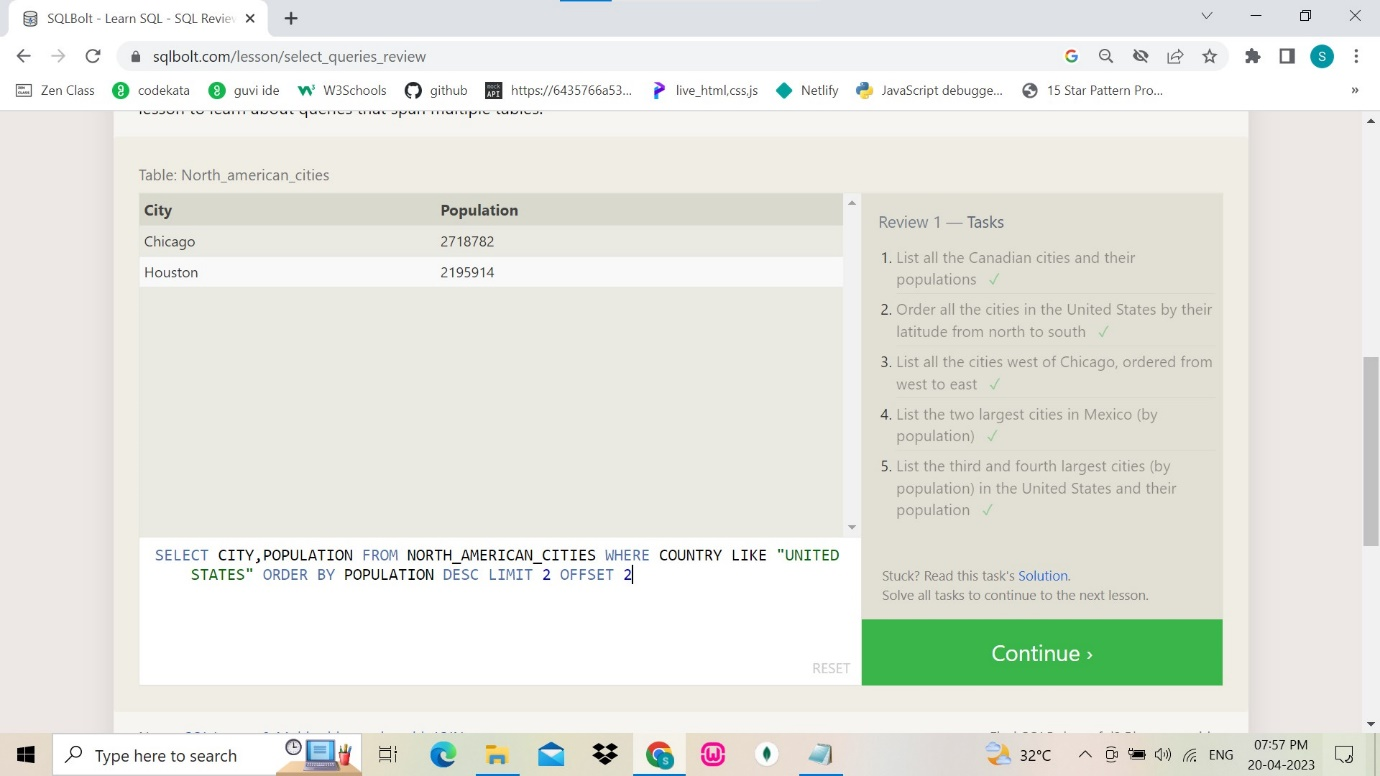 SQLBolt - Learn SQL - SQL Review
sqlbolt.com/lesson/select_queries_review
S
Zen Class
codekata
guvi ide
W3Schools
github
https://6435766a53...
live_html,css,js
Netlify
JavaScript debugge...
15 Star Pattern Pro...
»
lesson to learn about queries that span multiple tables.
Table: North_american_cities
City Population
Chicago 2718782
Houston 2195914
SELECT CITY,POPULATION FROM NORTH_AMERICAN_CITIES WHERE COUNTRY LIKE "UNITED
STATES" ORDER BY POPULATION DESC LIMIT 2 OFFSET 2
RESET
Review 1 — Tasks
1. List all the Canadian cities and their
populations ✓
2. Order all the cities in the United States by their
latitude from north to south ✓
3. List all the cities west of Chicago, ordered from
west to east ✓
4. List the two largest cities in Mexico (by
population) ✓
5. List the third and fourth largest cities (by
population) in the United States and their
population ✓
Stuck? Read this task's Solution.
Solve all tasks to continue to the next lesson.
Continue ›
Type here to search
32°C
ENG
07:57 PM
20-04-2023